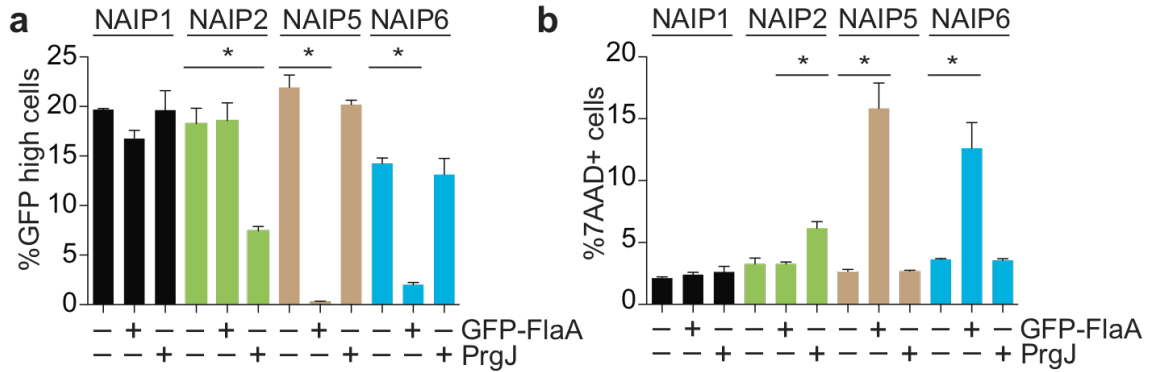 a NAIP1 NAIP2 NAIP5 NAIP6
%GFP high cells
25
20
15
10
5
0
* * *
– + – – + – – + – – + – GFP-FlaA
– – + – – + – – + – – + PrgJ
b NAIP1 NAIP2 NAIP5 NAIP6
%7AAD+ cells
20
15
10
5
0
* * *
– + – – + – – + – – + – GFP-FlaA
– – + – – + – – + – – + PrgJ